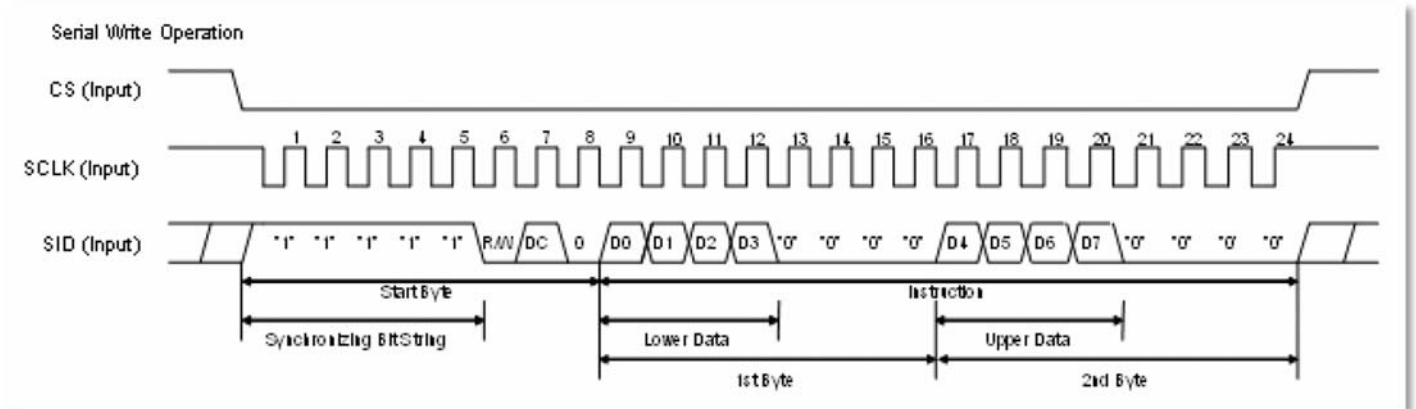 Serial Write Operation
CS (Input)
1 2 3 4 5 6 7 8 9 10 11 12 13 14 15 16 17 18 19 20 21 22 23 24
SCLK (Input)
SID (Input) "1" "1" "1" "1" "1" R/W DC 0 D0 D1 D2 D3 "0" "0" "0" "0" D4 D5 D6 D7 "0" "0" "0" "0"
Start Byte Instruction
Synchronizing Bit String Lower Data Upper Data
1st Byte 2nd Byte